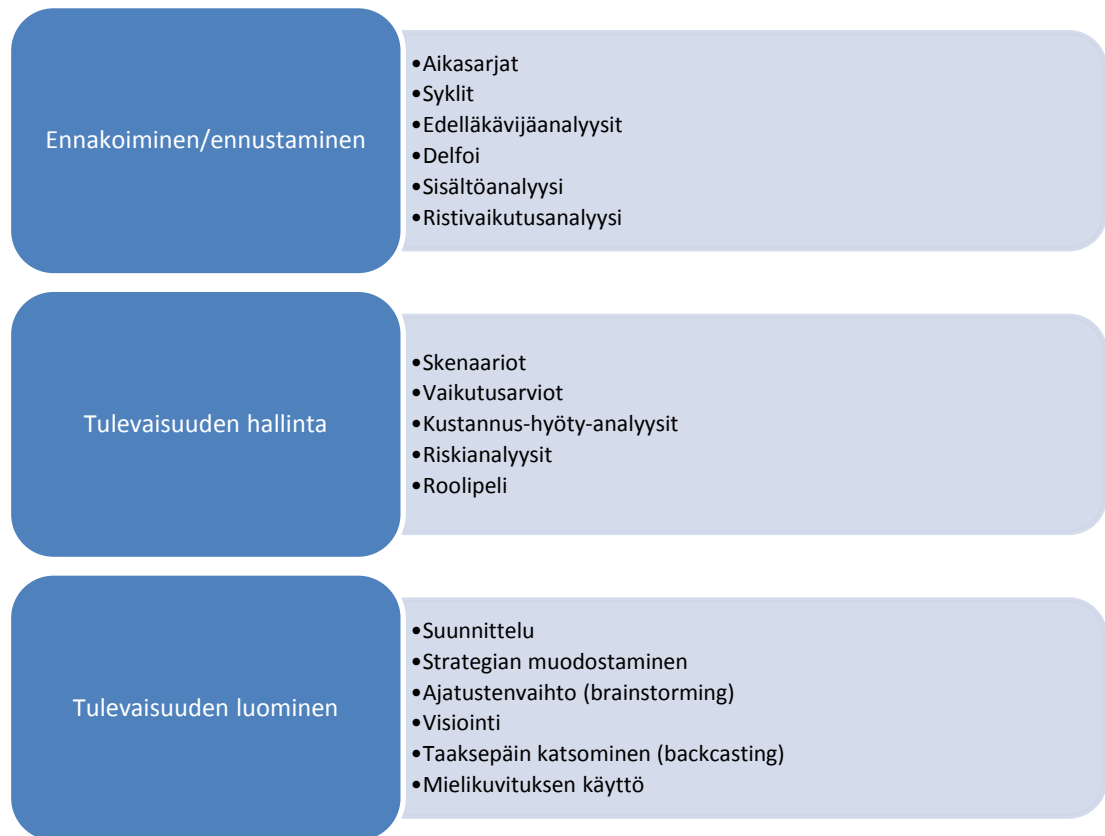 Ennakoiminen/ennustaminen
•Aikasarjat
•Syklit
•Edelläkävijäanalyysit
•Delfoi
•Sisältöanalyysi
•Ristivaikutusanalyysi
Tulevaisuuden hallinta
•Skenaariot
•Vaikutusarviot
•Kustannus-hyöty-analyysit
•Riskianalyysit
•Roolipeli
Tulevaisuuden luominen
•Suunnittelu
•Strategian muodostaminen
•Ajatustenvaihto (brainstorming)
•Visiointi
•Taaksepäin katsominen (backcasting)
•Mielikuvituksen käyttö